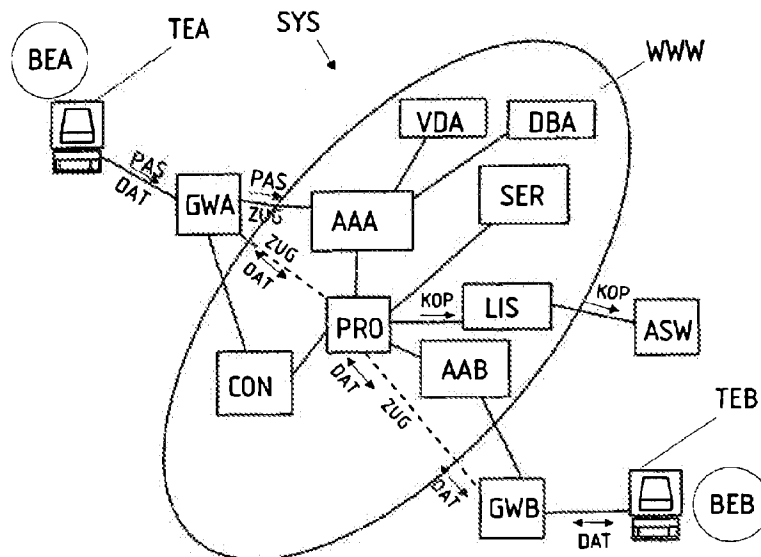 TEA
SYS
BEA
WWW
VDA
DBA
PAS
DAT
PAS
GWA
ZUG
AAA
SER
ZUG
DAT
KOP
KOP
PRO
LIS
ASW
CON
AAB
DAT
ZUG
TEB
DAT
GWB
BEB
DAT